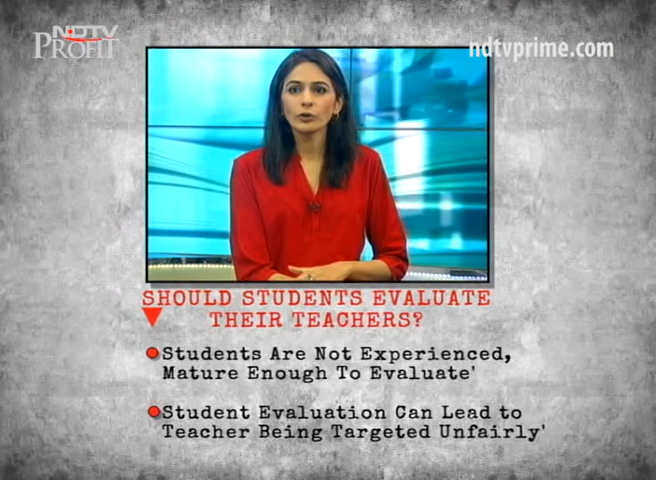 NDTV
PROFIT
ndtvprime.com
SHOULD STUDENTS EVALUATE
THEIR TEACHERS?
Students Are Not Experienced,
Mature Enough To Evaluate'
Student Evaluation Can Lead to
Teacher Being Targeted Unfairly'